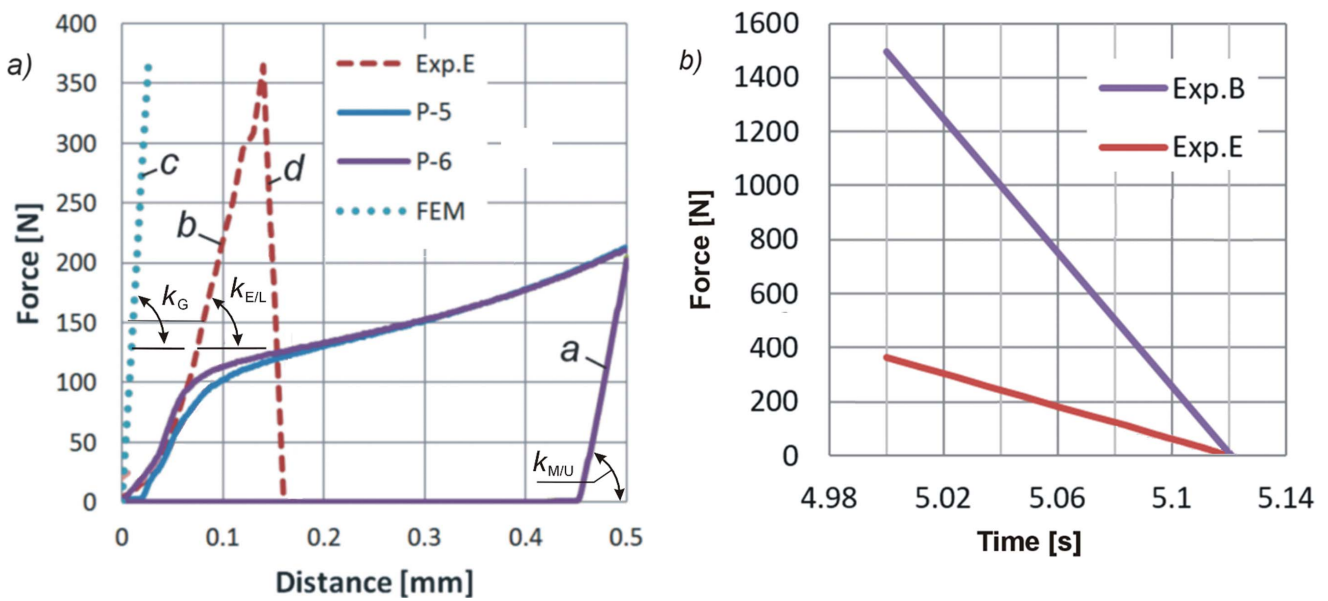 a)
400
350
300
250
200
150
100
50
0
Force [N]
0 0.1 0.2 0.3 0.4 0.5
Distance [mm]
Exp.E
P-5
P-6
FEM
c
b
d
a
kG
kE/L
kM/U
b)
1600
1400
1200
1000
800
600
400
200
0
Force [N]
4.98 5.02 5.06 5.1 5.14
Time [s]
Exp.B
Exp.E